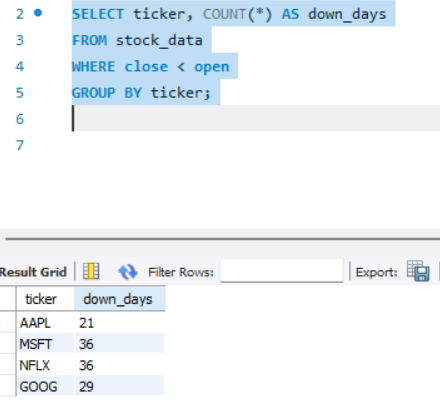 2 SELECT ticker, COUNT(*) AS down_days
3 FROM stock_data
4 WHERE close < open
5 GROUP BY ticker;
6
7
Result Grid Filter Rows: Export:
ticker down_days
AAPL 21
MSFT 36
NFLX 36
GOOG 29